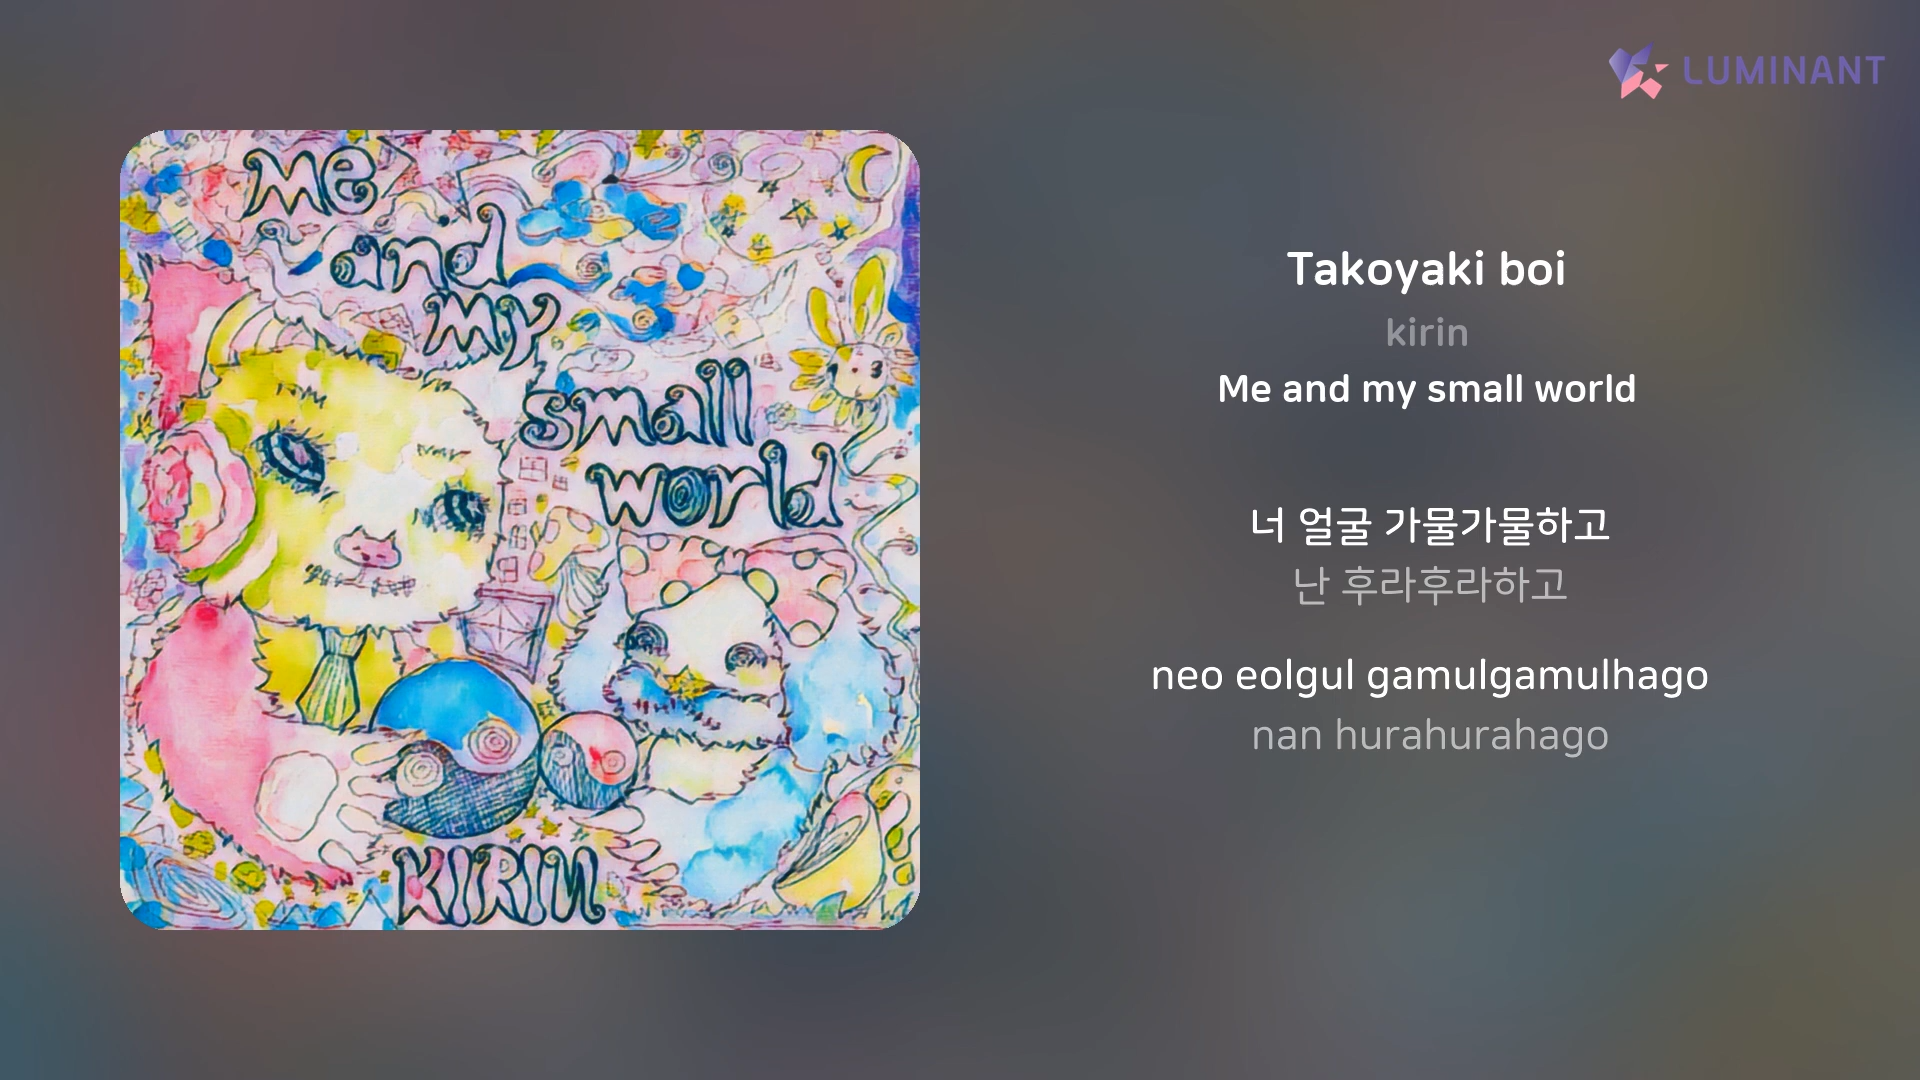 LUMINANT
me
and
my
small
world
KIRIN
Takoyaki boi
kirin
Me and my small world
너 얼굴 가물가물하고
난 후라후라하고
neo eolgul gamulgamulhago
nan hurahurahago